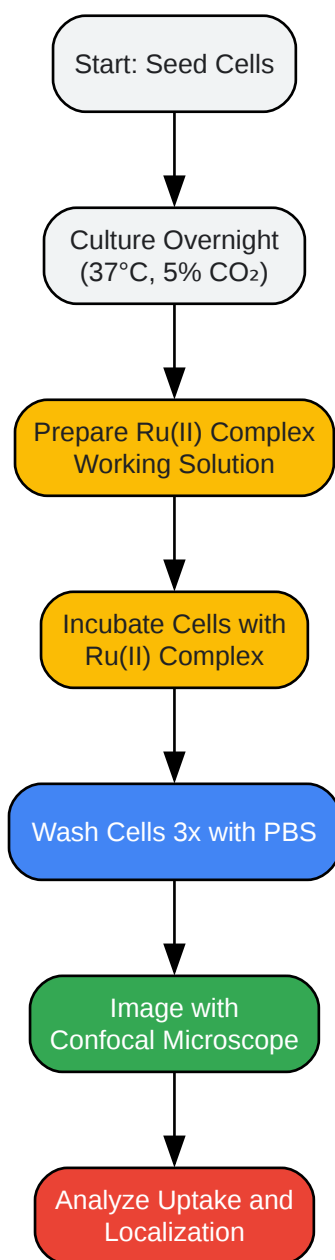 Start: Seed Cells
Culture Overnight
(37°C, 5% CO₂)
Prepare Ru(II) Complex
Working Solution
Incubate Cells with
Ru(II) Complex
Wash Cells 3x with PBS
Image with
Confocal Microscope
Analyze Uptake and
Localization